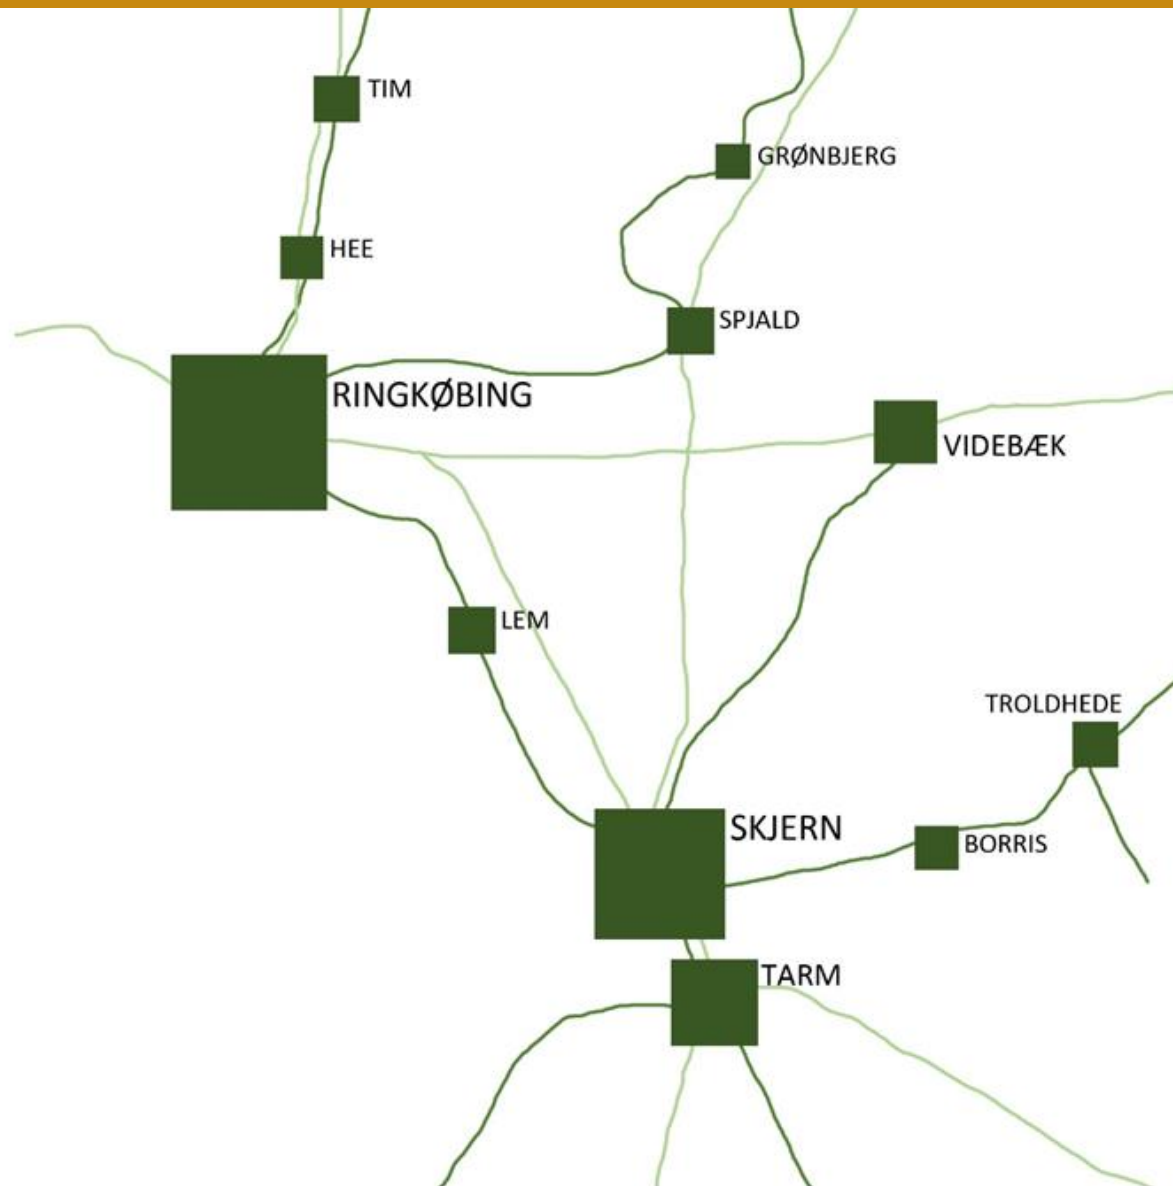 TIM
GRØNBJERG
HEE
SPJALD
RINGKØBING
VIDEBÆK
LEM
TROLDHEDE
SKJERN
BORRIS
TARM